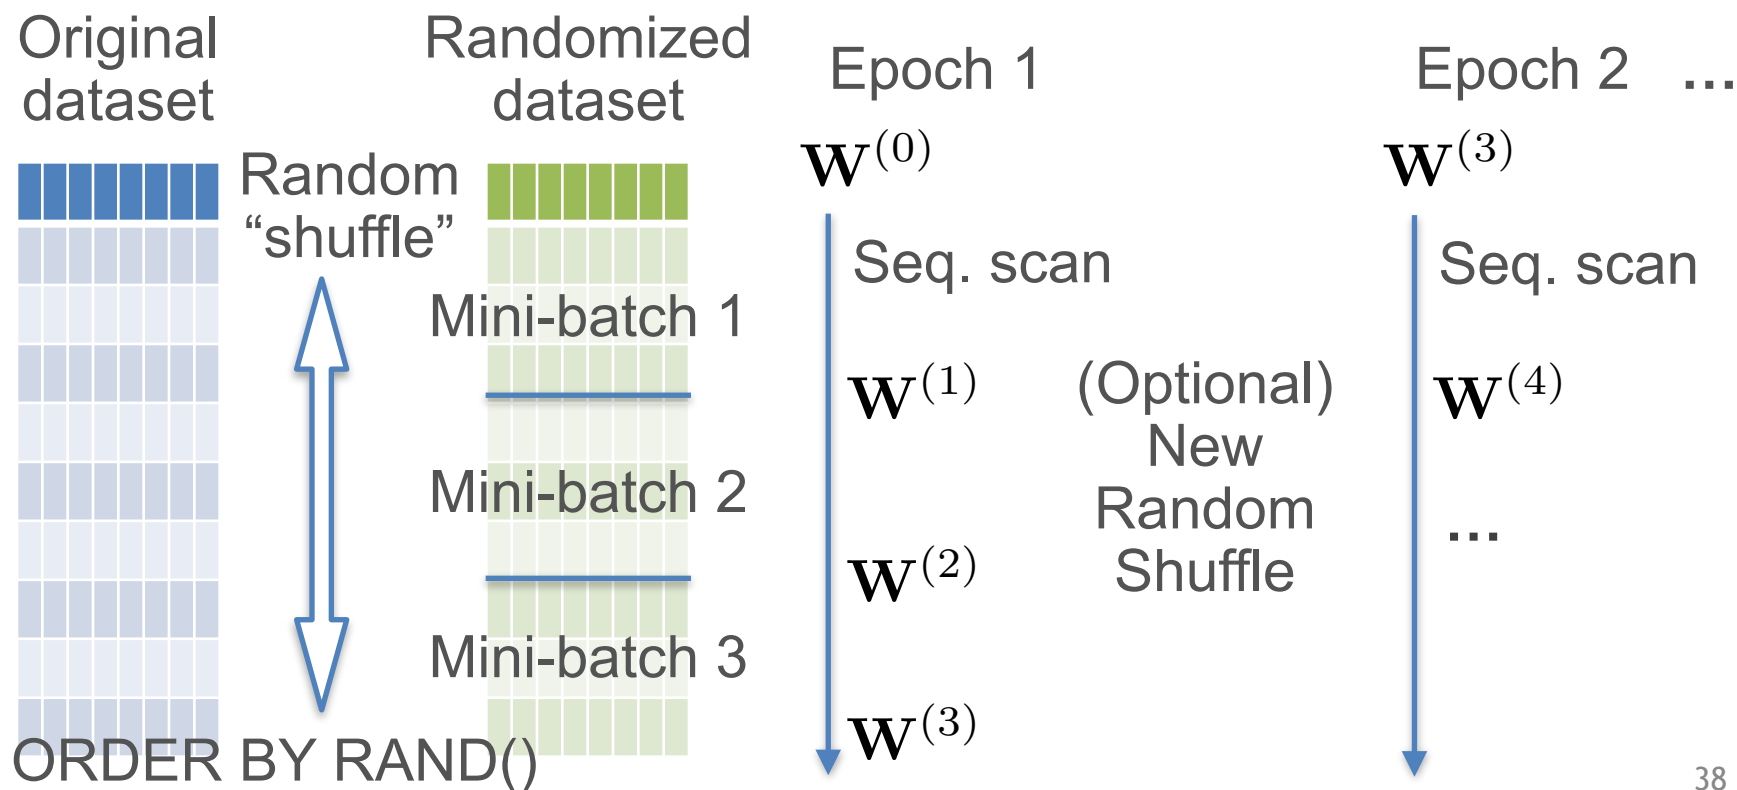 Original
dataset
Randomized
dataset
Epoch 1
Epoch 2 ...
Random
“shuffle”
ORDER BY RAND()
Mini-batch 1
Mini-batch 2
Mini-batch 3
W⁽⁰⁾
Seq. scan
W⁽¹⁾
W⁽²⁾
W⁽³⁾
(Optional)
New
Random
Shuffle
W⁽³⁾
Seq. scan
W⁽⁴⁾
...
38